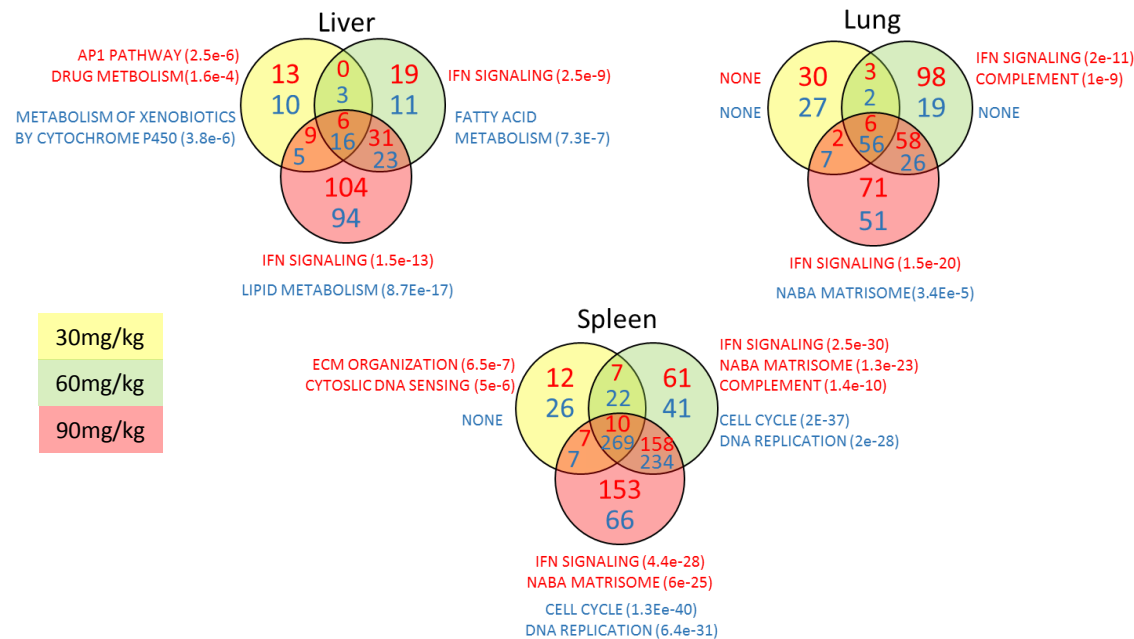 Liver
AP1 PATHWAY (2.5e-6)
DRUG METBOLISM(1.6e-4)
METABOLISM OF XENOBIOTICS
BY CYTOCHROME P450 (3.8e-6)
13
10
0
3
19
11
6
16
9
5
31
23
104
94
IFN SIGNALING (2.5e-9)
FATTY ACID
METABOLISM (7.3E-7)
IFN SIGNALING (1.5e-13)
LIPID METABOLISM (8.7Ee-17)
Lung
NONE
NONE
30
27
3
2
98
19
6
56
2
7
58
26
71
51
IFN SIGNALING (2e-11)
COMPLEMENT (1e-9)
NONE
IFN SIGNALING (1.5e-20)
NABA MATRISOME(3.4Ee-5)
30mg/kg
60mg/kg
90mg/kg
Spleen
ECM ORGANIZATION (6.5e-7)
CYTOSLIC DNA SENSING (5e-6)
NONE
12
26
7
22
61
41
10
269
7
7
158
234
153
66
IFN SIGNALING (2.5e-30)
NABA MATRISOME (1.3e-23)
COMPLEMENT (1.4e-10)
CELL CYCLE (2E-37)
DNA REPLICATION (2e-28)
IFN SIGNALING (4.4e-28)
NABA MATRISOME (6e-25)
CELL CYCLE (1.3Ee-40)
DNA REPLICATION (6.4e-31)